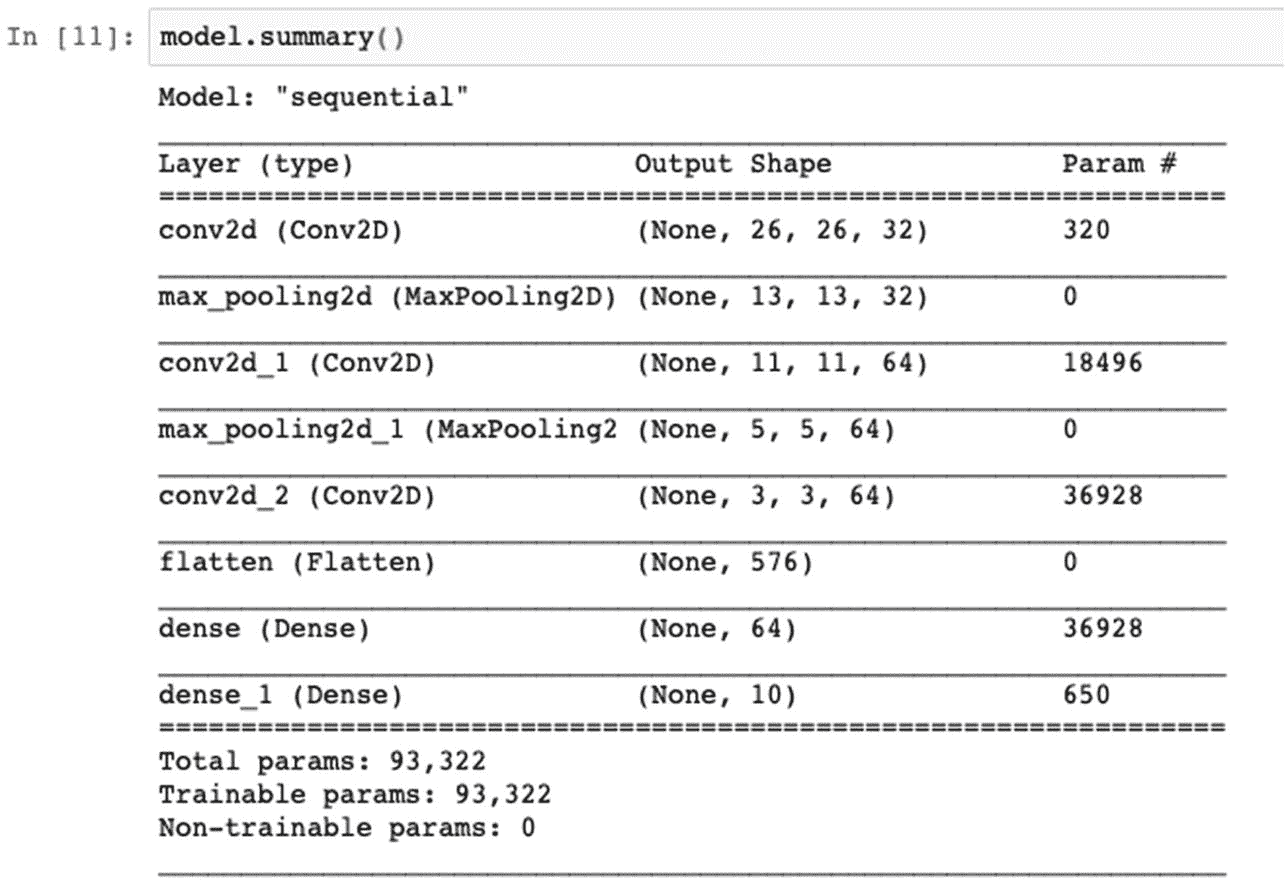 In [11]: model.summary()
Model: "sequential"
Layer (type) Output Shape Param #
=================================================================
conv2d (Conv2D) (None, 26, 26, 32) 320
max_pooling2d (MaxPooling2D) (None, 13, 13, 32) 0
conv2d_1 (Conv2D) (None, 11, 11, 64) 18496
max_pooling2d_1 (MaxPooling2 (None, 5, 5, 64) 0
conv2d_2 (Conv2D) (None, 3, 3, 64) 36928
flatten (Flatten) (None, 576) 0
dense (Dense) (None, 64) 36928
dense_1 (Dense) (None, 10) 650
=================================================================
Total params: 93,322
Trainable params: 93,322
Non-trainable params: 0